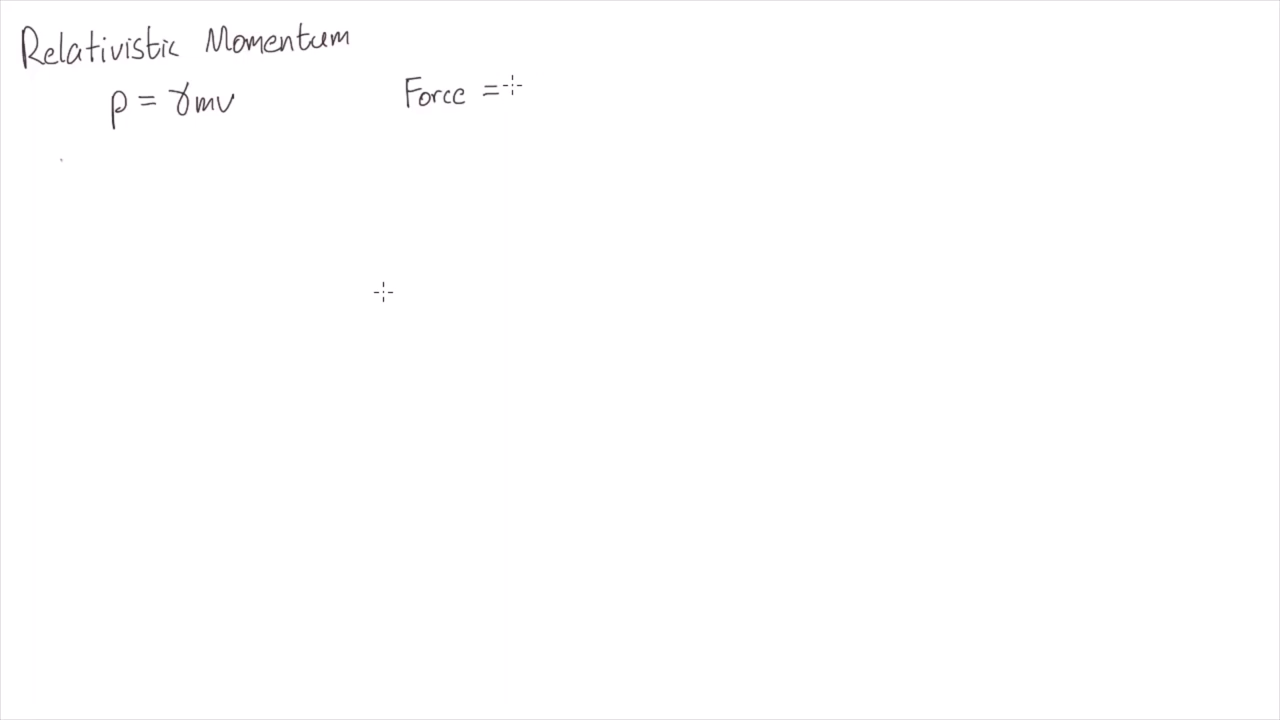 Relativistic Momentum
p = γmv Force =